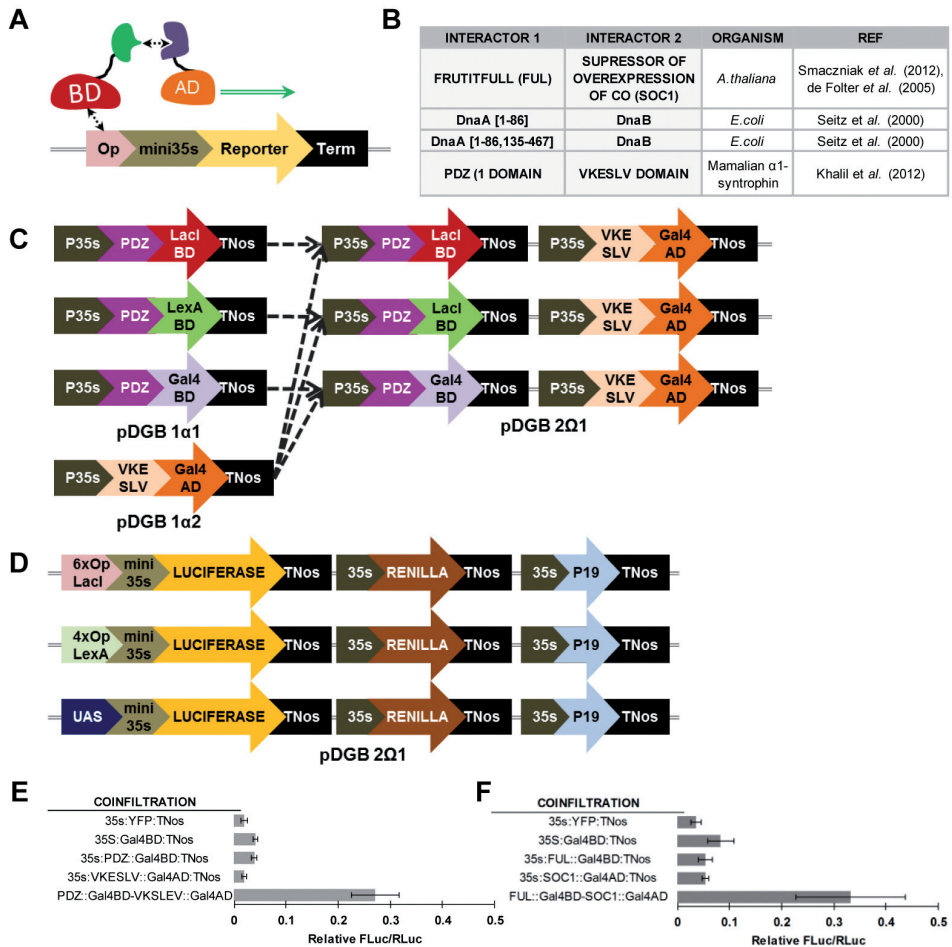 A
BD
AD
Op
mini35s
Reporter
Term
B
INTERACTOR 1 INTERACTOR 2 ORGANISM REF
FRUTITFULL (FUL) SUPRESSOR OF OVEREXPRESSION OF CO (SOC1) A.thaliana Smaczniak et al. (2012), de Folter et al. (2005)
DnaA [1-86] DnaB E.coli Seitz et al. (2000)
DnaA [1-86,135-467] DnaB E.coli Seitz et al. (2000)
PDZ (1 DOMAIN VKESLV DOMAIN Mamalian α1-syntrophin Khalil et al. (2012)
C
P35s PDZ LacI BD TNos P35s PDZ LacI BD TNos P35s VKE SLV Gal4 AD TNos
P35s PDZ LexA BD TNos P35s PDZ LacI BD TNos P35s VKE SLV Gal4 AD TNos
P35s PDZ Gal4 BD TNos P35s PDZ Gal4 BD TNos P35s VKE SLV Gal4 AD TNos
pDGB 1α1
pDGB 2Ω1
P35s VKE SLV Gal4 AD TNos
pDGB 1α2
D
6xOp LacI mini 35s LUCIFERASE TNos 35s RENILLA TNos 35s P19 TNos
4xOp LexA mini 35s LUCIFERASE TNos 35s RENILLA TNos 35s P19 TNos
UAS mini 35s LUCIFERASE TNos 35s RENILLA TNos 35s P19 TNos
pDGB 2Ω1
E
COINFILTRATION
35s:YFP:TNos
35S:Gal4BD:TNos
35s:PDZ::Gal4BD:TNos
35s:VKESLV::Gal4AD:TNos
PDZ::Gal4BD-VKSLEV::Gal4AD
0 0.1 0.2 0.3 0.4 0.5
Relative FLuc/RLuc
F
COINFILTRATION
35s:YFP:TNos
35S:Gal4BD:TNos
35s:FUL::Gal4BD:TNos
35s:SOC1::Gal4AD:TNos
FUL::Gal4BD-SOC1::Gal4AD
0 0.1 0.2 0.3 0.4 0.5
Relative FLuc/RLuc